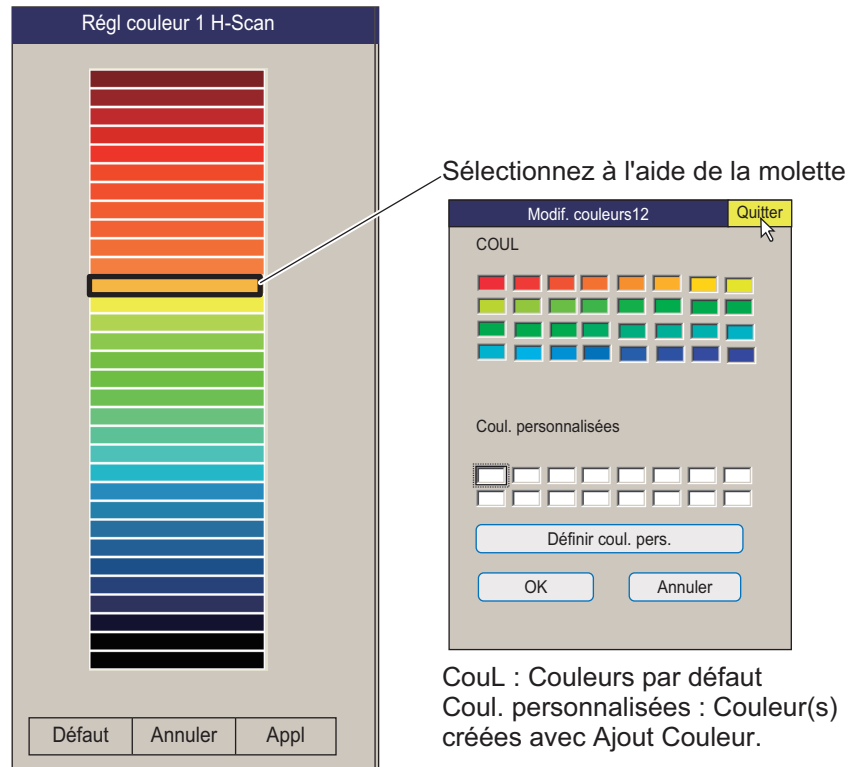 Régl couleur 1 H-Scan
Défaut
Annuler
Appl
Sélectionnez à l'aide de la molette
Modif. couleurs12
Quitter
COUL
Coul. personnalisées
Définir coul. pers.
OK
Annuler
CouL : Couleurs par défaut
Coul. personnalisées : Couleur(s)
créées avec Ajout Couleur.